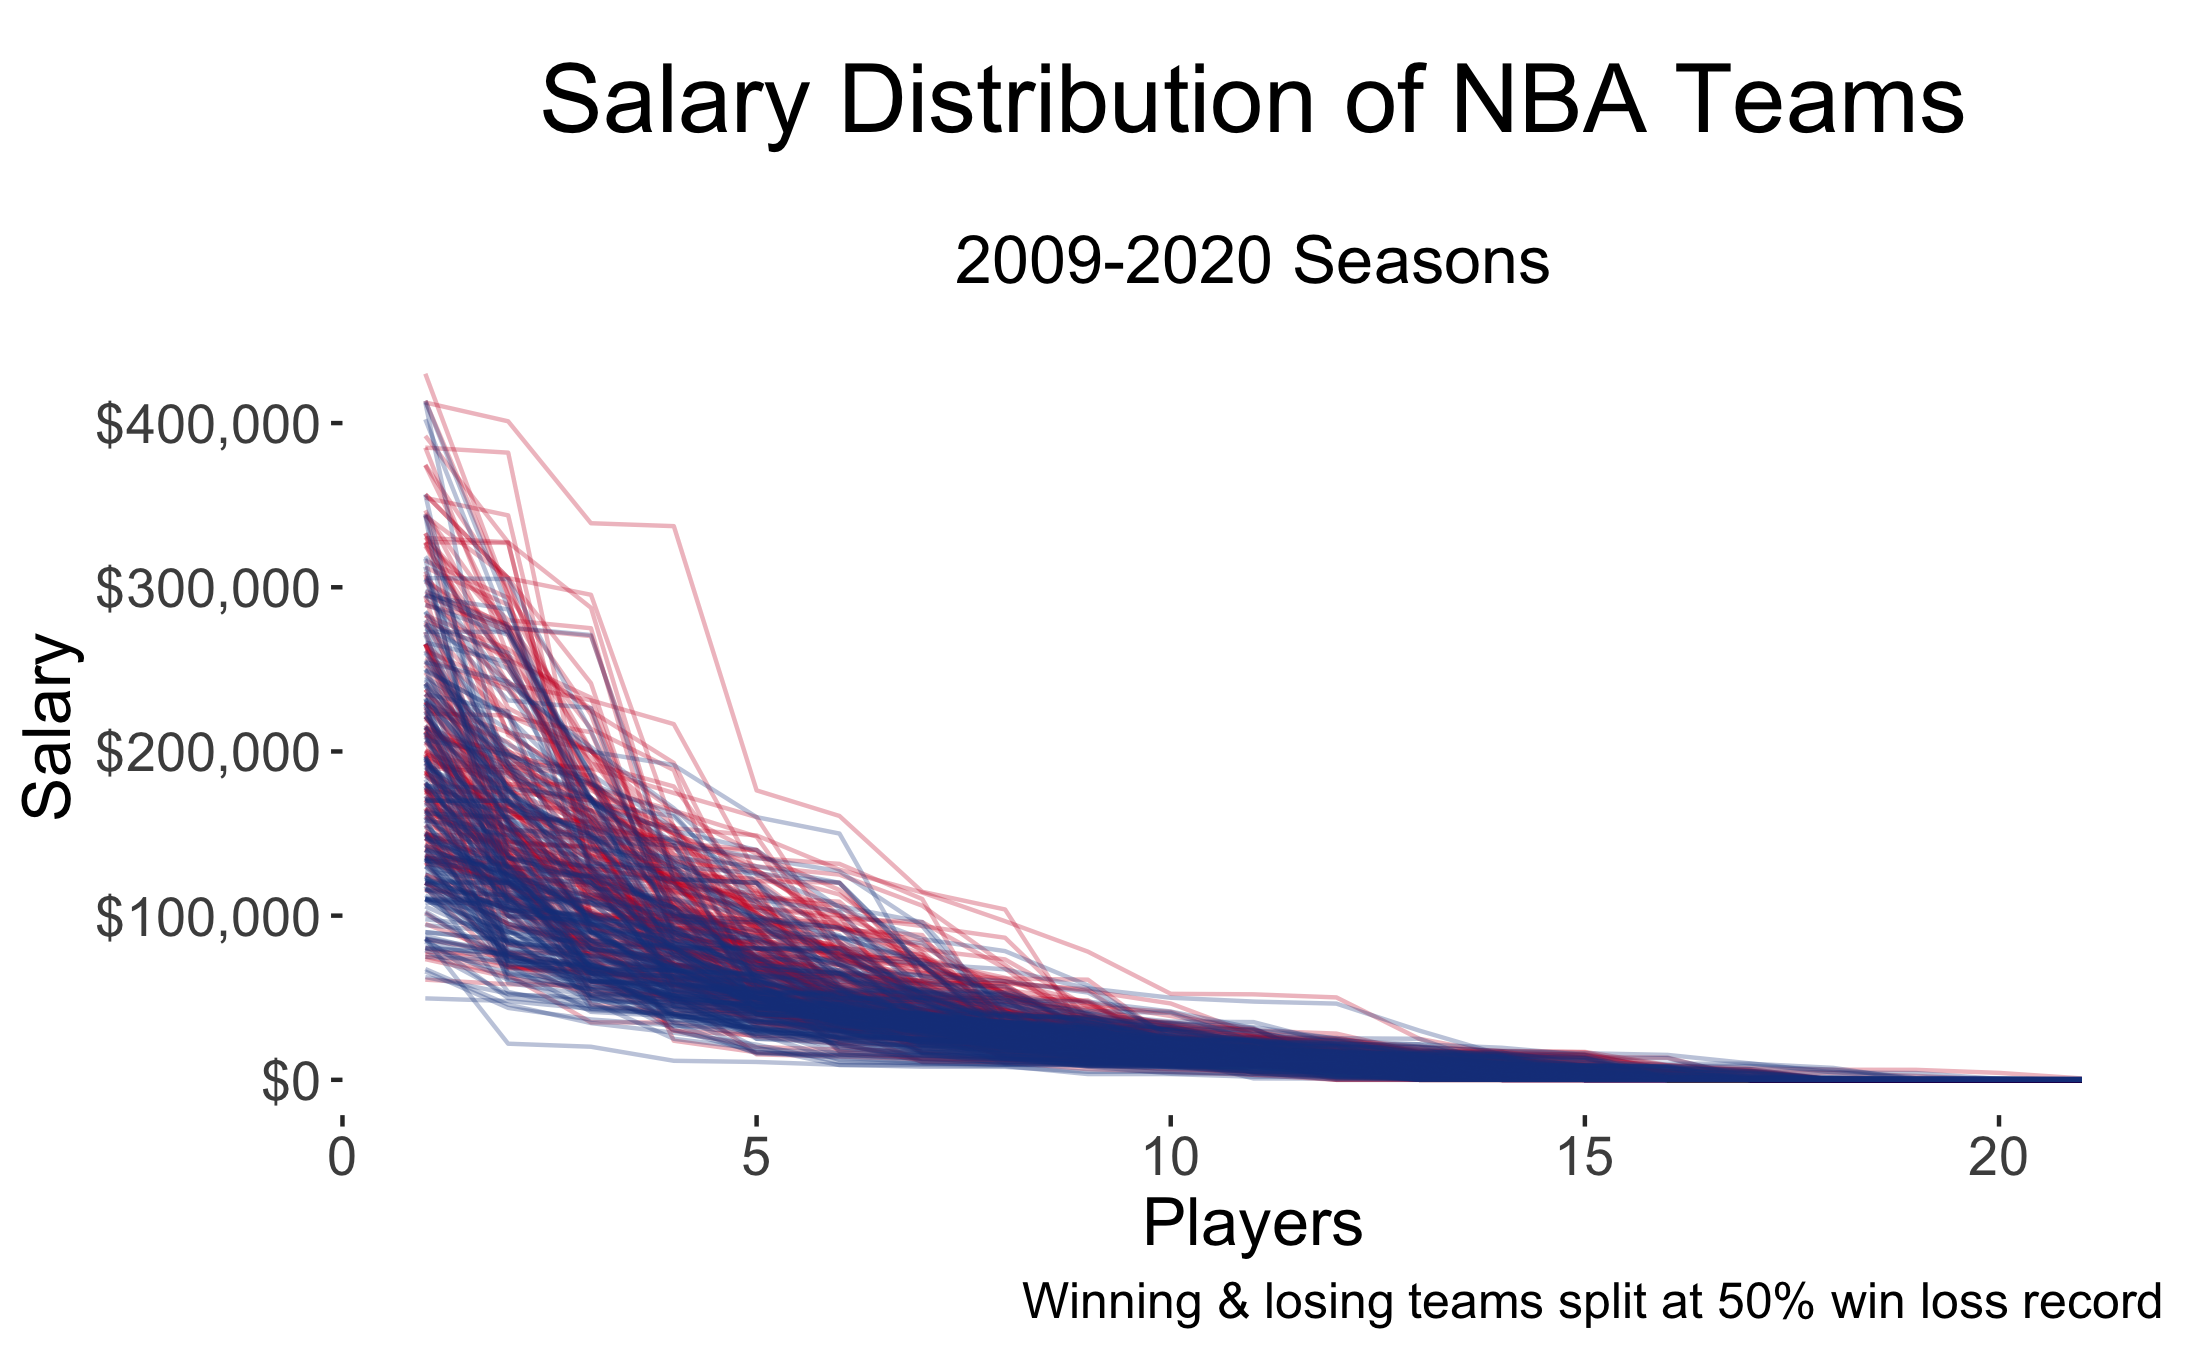 Salary Distribution of NBA Teams
2009-2020 Seasons
Salary
$400,000
$300,000
$200,000
$100,000
$0
0 5 10 15 20
Players
Winning & losing teams split at 50% win loss record